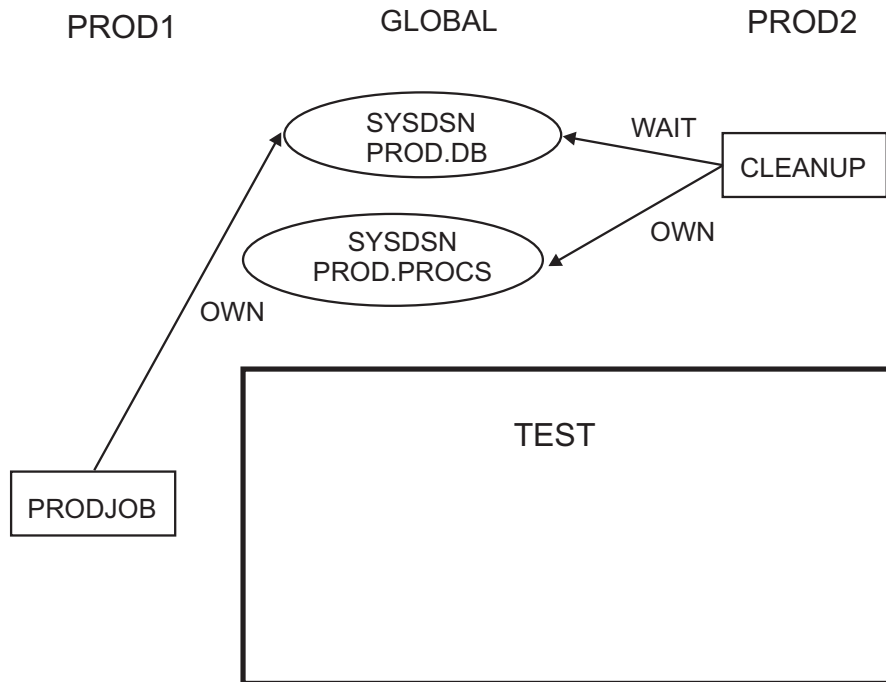 PROD1
GLOBAL
PROD2
SYSDSN
PROD.DB
WAIT
CLEANUP
SYSDSN
PROD.PROCS
OWN
OWN
TEST
PRODJOB